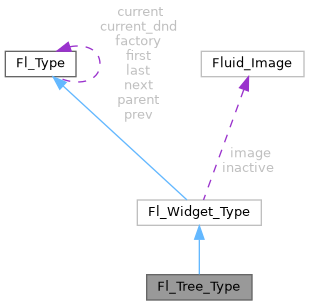 current
current_dnd
factory
first
last
next
parent
prev
Fl_Type
Fluid_Image
image
inactive
Fl_Widget_Type
Fl_Tree_Type